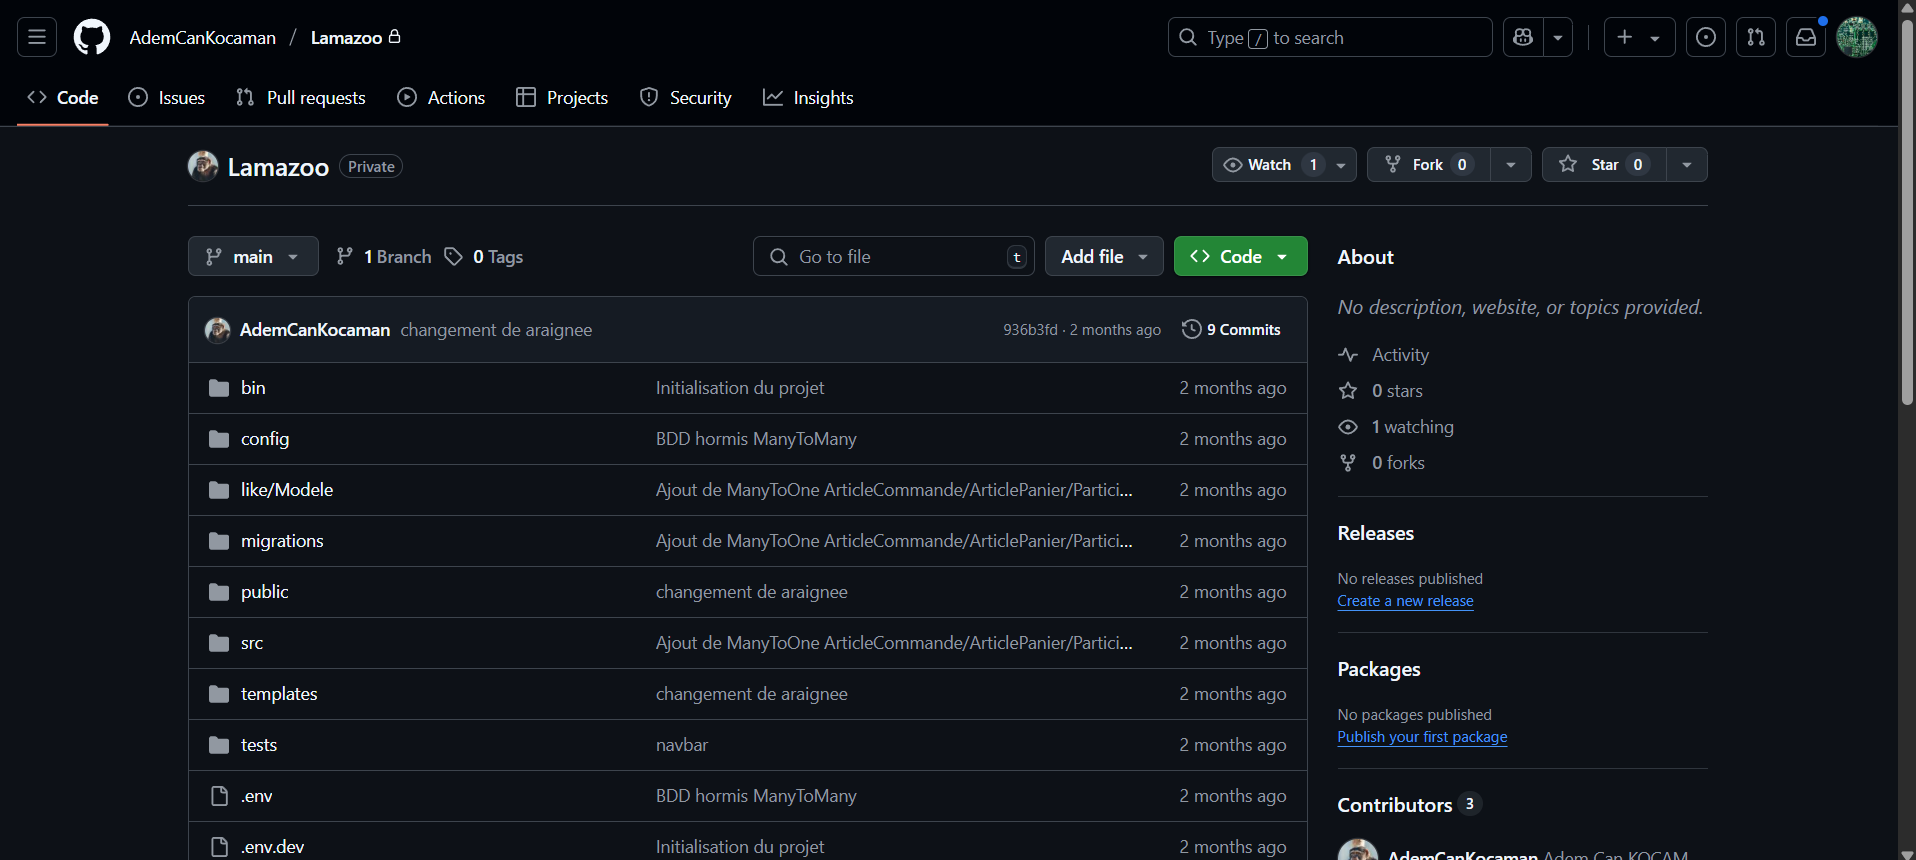 AdemCanKocaman / Lamazoo
Type / to search
Code Issues Pull requests Actions Projects Security Insights
Lamazoo Private
Watch 1 Fork 0 Star 0
main 1 Branch 0 Tags Go to file t Add file Code
AdemCanKocaman changement de araignee 936b3fd · 2 months ago 9 Commits
bin Initialisation du projet 2 months ago
config BDD hormis ManyToMany 2 months ago
like/Modele Ajout de ManyToOne ArticleCommande/ArticlePanier/Partici... 2 months ago
migrations Ajout de ManyToOne ArticleCommande/ArticlePanier/Partici... 2 months ago
public changement de araignee 2 months ago
src Ajout de ManyToOne ArticleCommande/ArticlePanier/Partici... 2 months ago
templates changement de araignee 2 months ago
tests navbar 2 months ago
.env BDD hormis ManyToMany 2 months ago
.env.dev Initialisation du projet 2 months ago
About
No description, website, or topics provided.
Activity
0 stars
1 watching
0 forks
Releases
No releases published
Create a new release
Packages
No packages published
Publish your first package
Contributors 3
AdemCanKocaman Adem Can KOCAM